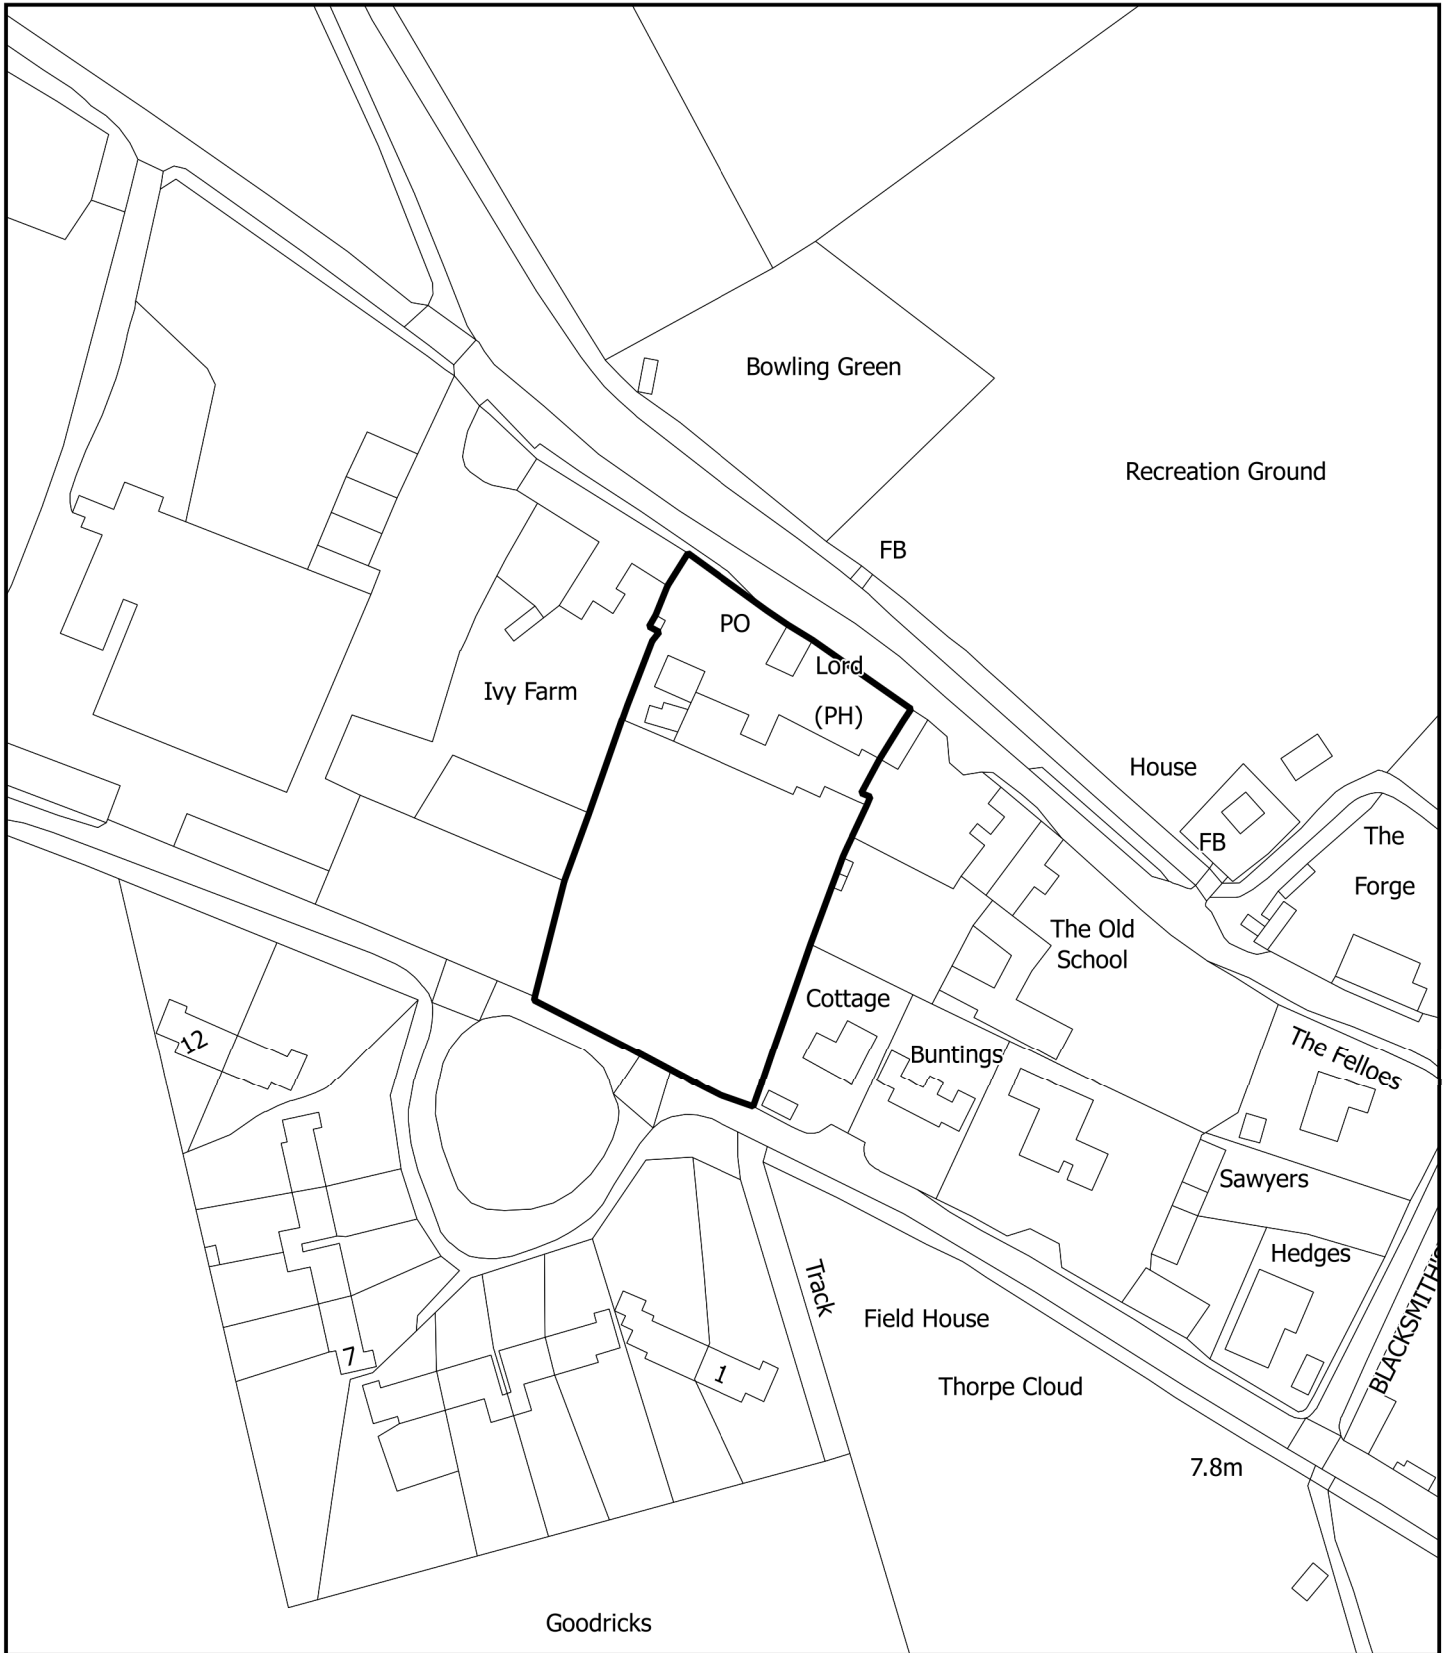 Bowling Green
Recreation Ground
FB
PO
Lord
Ivy Farm
(PH)
House
The
Forge
FB
The Old
School
Cottage
12
Buntings
The Felloes
Sawyers
Hedges
Track
Field House
BLACKSMITH'S
7
1
Thorpe Cloud
7.8m
Goodricks